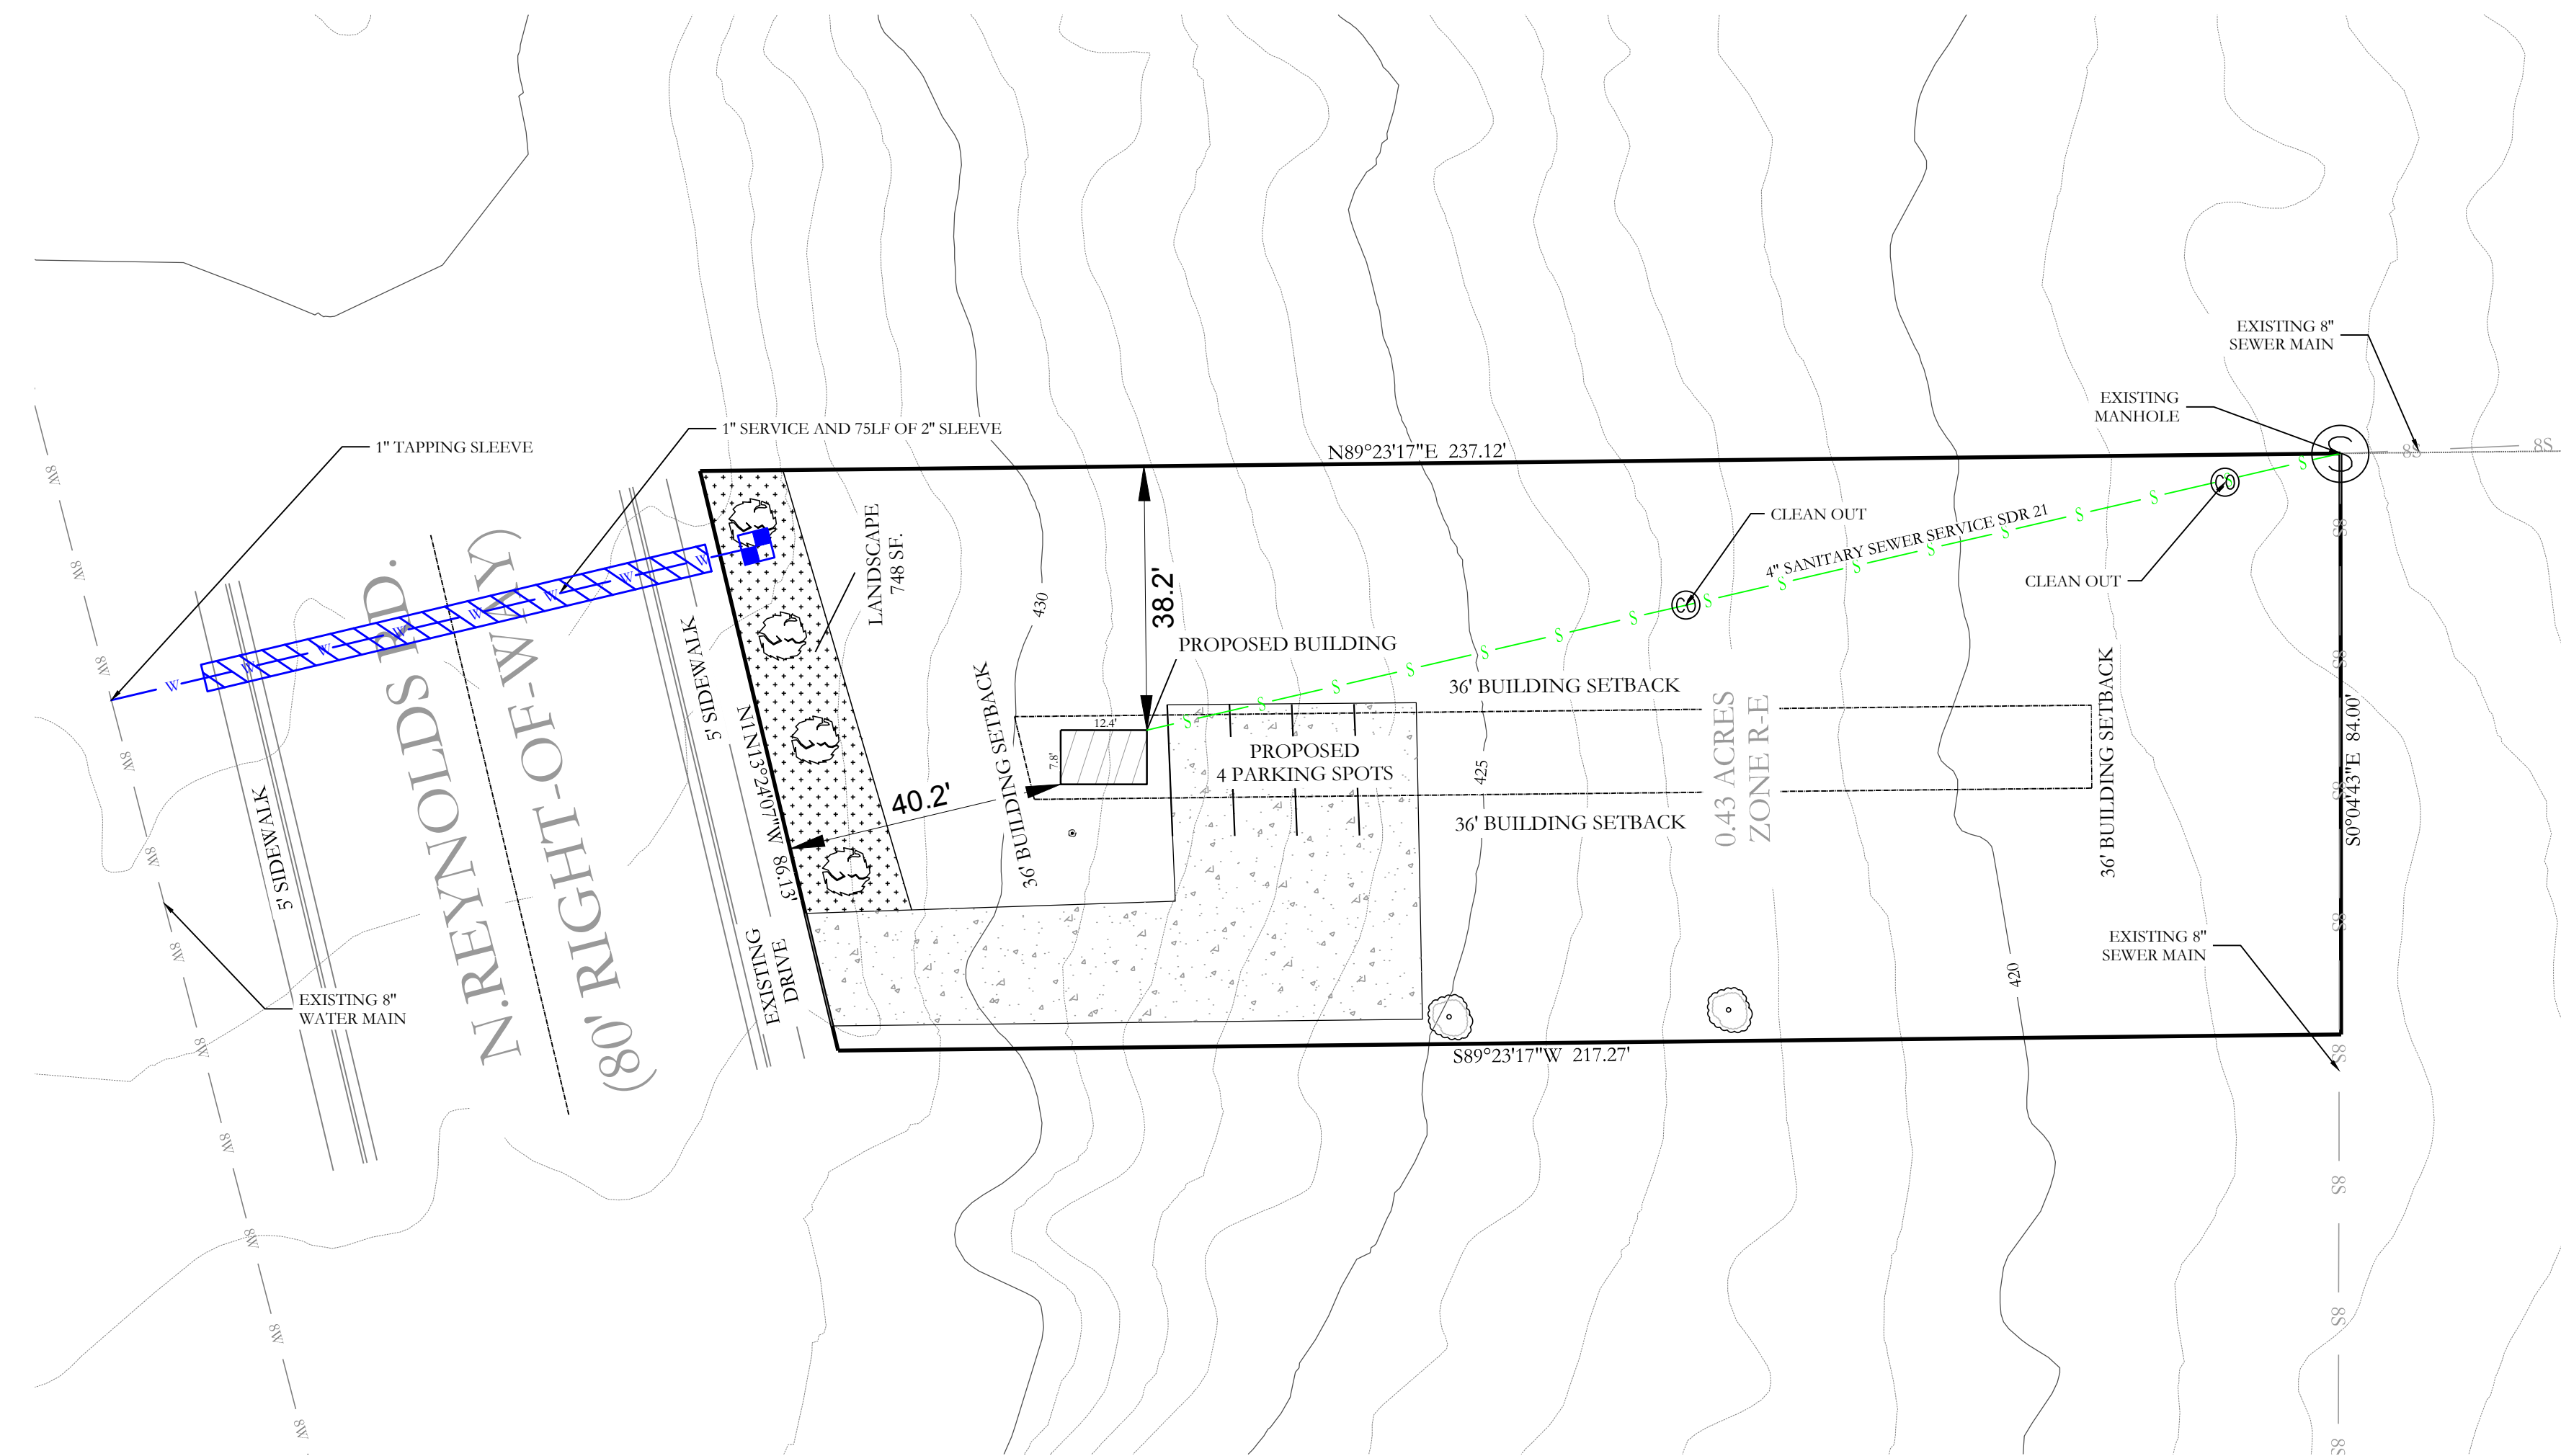 EXISTING 8"
SEWER MAIN
EXISTING
MANHOLE
1" TAPPING SLEEVE
1" SERVICE AND 75LF OF 2" SLEEVE
N89°23'17"E 237.12'
8S
8S
S
CO
CLEAN OUT
CO
CLEAN OUT
4" SANITARY SEWER SERVICE SDR 21
LANDSCAPE
748 SF.
430
38.2'
PROPOSED BUILDING
36' BUILDING SETBACK
12.4'
7.8'
PROPOSED
4 PARKING SPOTS
36' BUILDING SETBACK
36' BUILDING SETBACK
36' BUILDING SETBACK
40.2'
425
0.43 ACRES
ZONE R-E
S0°04'43"E 84.00'
5' SIDEWALK
5' SIDEWALK
N.REYNOLDS RD.
(80' RIGHT-OF-WAY)
N13°24'07"W 86.13'
EXISTING
DRIVE
EXISTING 8"
WATER MAIN
8W
EXISTING 8"
SEWER MAIN
420
S89°23'17"W 217.27'